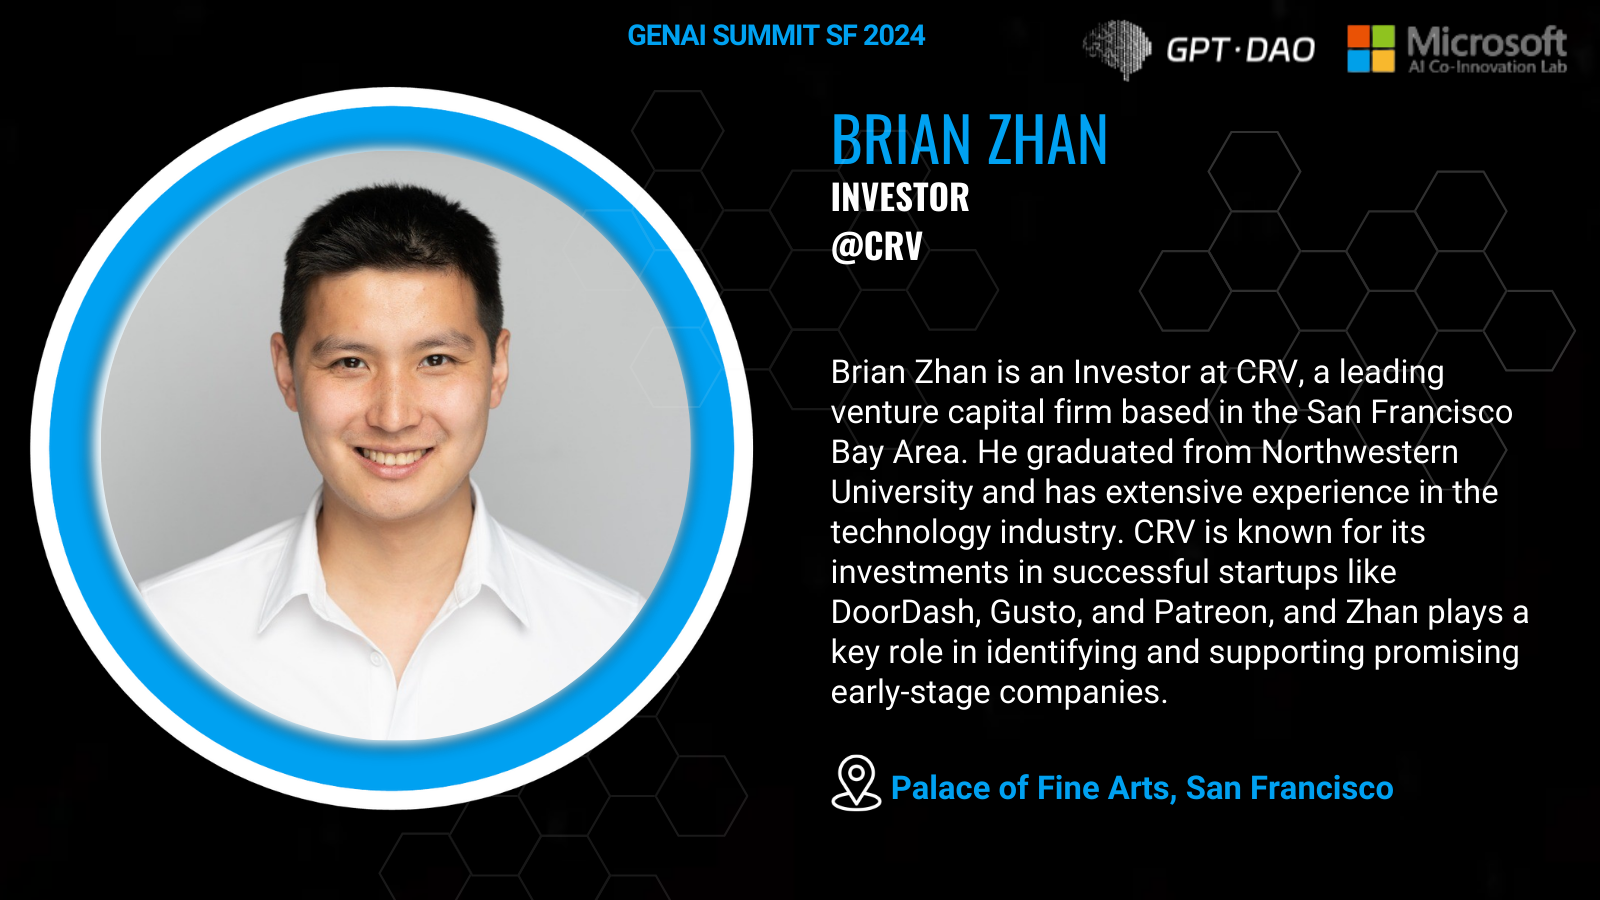 GENAI SUMMIT SF 2024
GPT·DAO
Microsoft
AI Co-Innovation Lab
BRIAN ZHAN
INVESTOR
@CRV
Brian Zhan is an Investor at CRV, a leading
venture capital firm based in the San Francisco
Bay Area. He graduated from Northwestern
University and has extensive experience in the
technology industry. CRV is known for its
investments in successful startups like
DoorDash, Gusto, and Patreon, and Zhan plays a
key role in identifying and supporting promising
early-stage companies.
Palace of Fine Arts, San Francisco